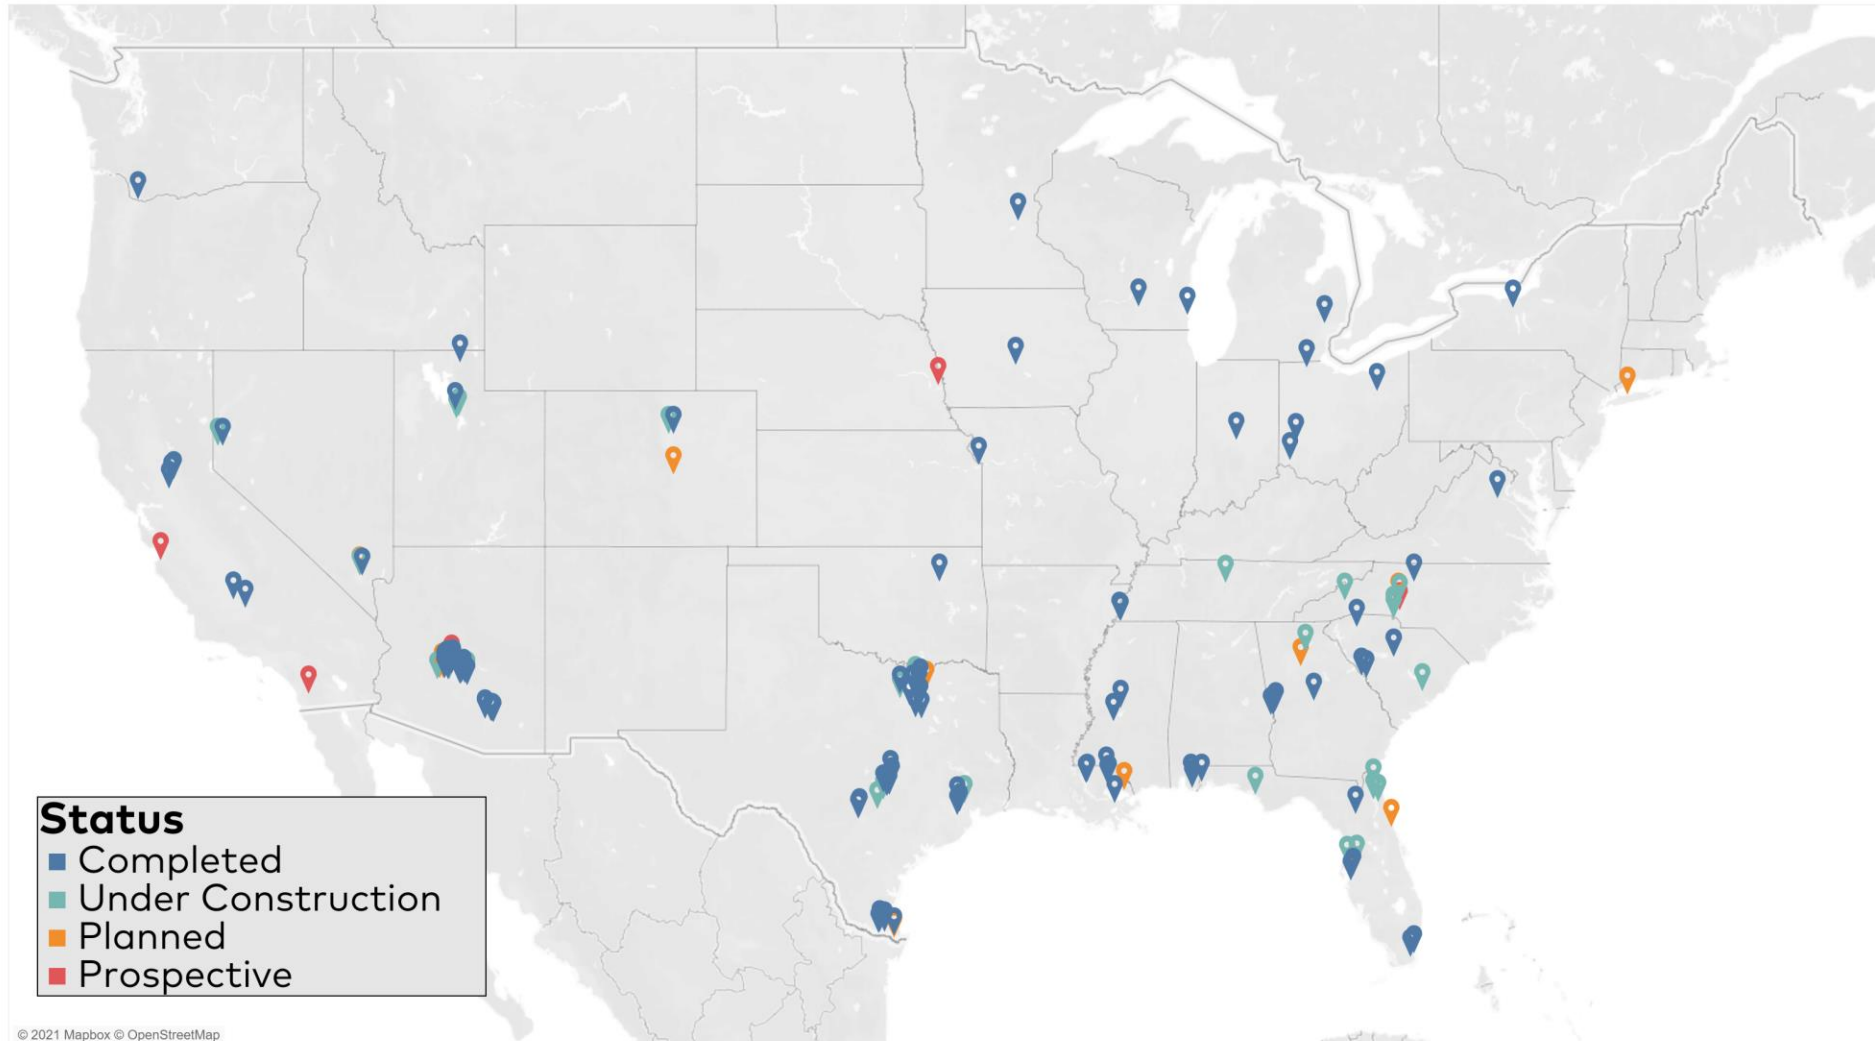 Status
Completed
Under Construction
Planned
Prospective
© 2021 Mapbox © OpenStreetMap